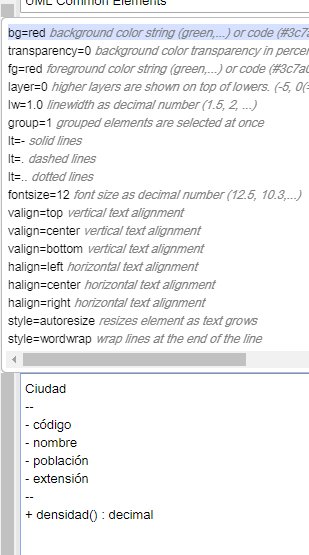 UML Common Elements
bg=red background color string (green,...) or code (#3c7a
transparency=0 background color transparency in percen
fg=red foreground color string (green,...) or code (#3c7a0
layer=0 higher layers are shown on top of lowers. (-5, 0(=
lw=1.0 linewidth as decimal number (1.5, 2, ...)
group=1 grouped elements are selected at once
lt=- solid lines
lt=. dashed lines
lt=.. dotted lines
fontsize=12 font size as decimal number (12.5, 10.3,...)
valign=top vertical text alignment
valign=center vertical text alignment
valign=bottom vertical text alignment
halign=left horizontal text alignment
halign=center horizontal text alignment
halign=right horizontal text alignment
style=autoresize resizes element as text grows
style=wordwrap wrap lines at the end of the line
Ciudad
--
- código
- nombre
- población
- extensión
--
+ densidad() : decimal